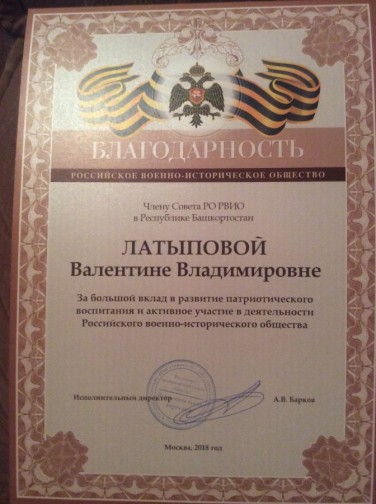 БЛАГОДАРНОСТЬ
РОССИЙСКОЕ ВОЕННО-ИСТОРИЧЕСКОЕ ОБЩЕСТВО
Члену Совета РО РВИО
в Республике Башкортостан
ЛАТЫПОВОЙ
Валентине Владимировне
За большой вклад в развитие патриотического
воспитания и активное участие в деятельности
Российского военно-исторического общества
Исполнительный директор
А.В. Барков
Москва, 2018 год